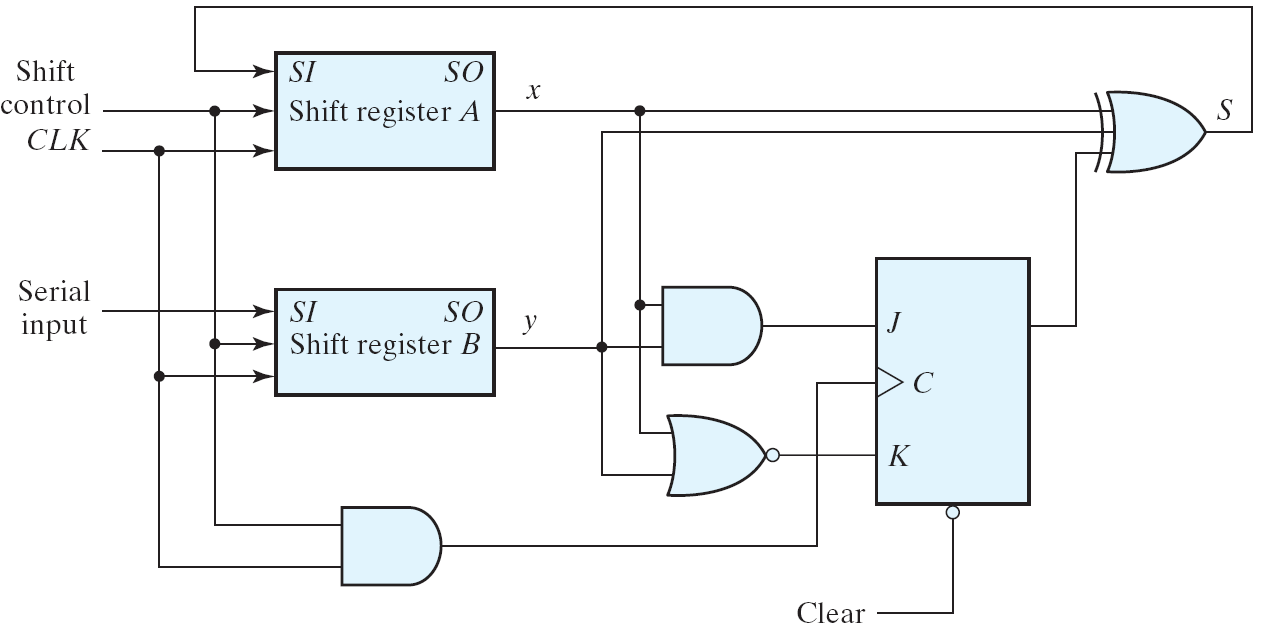 Shift
control
CLK
SI SO
Shift register A
x
S
Serial
input
SI SO
Shift register B
y
J
C
K
Clear